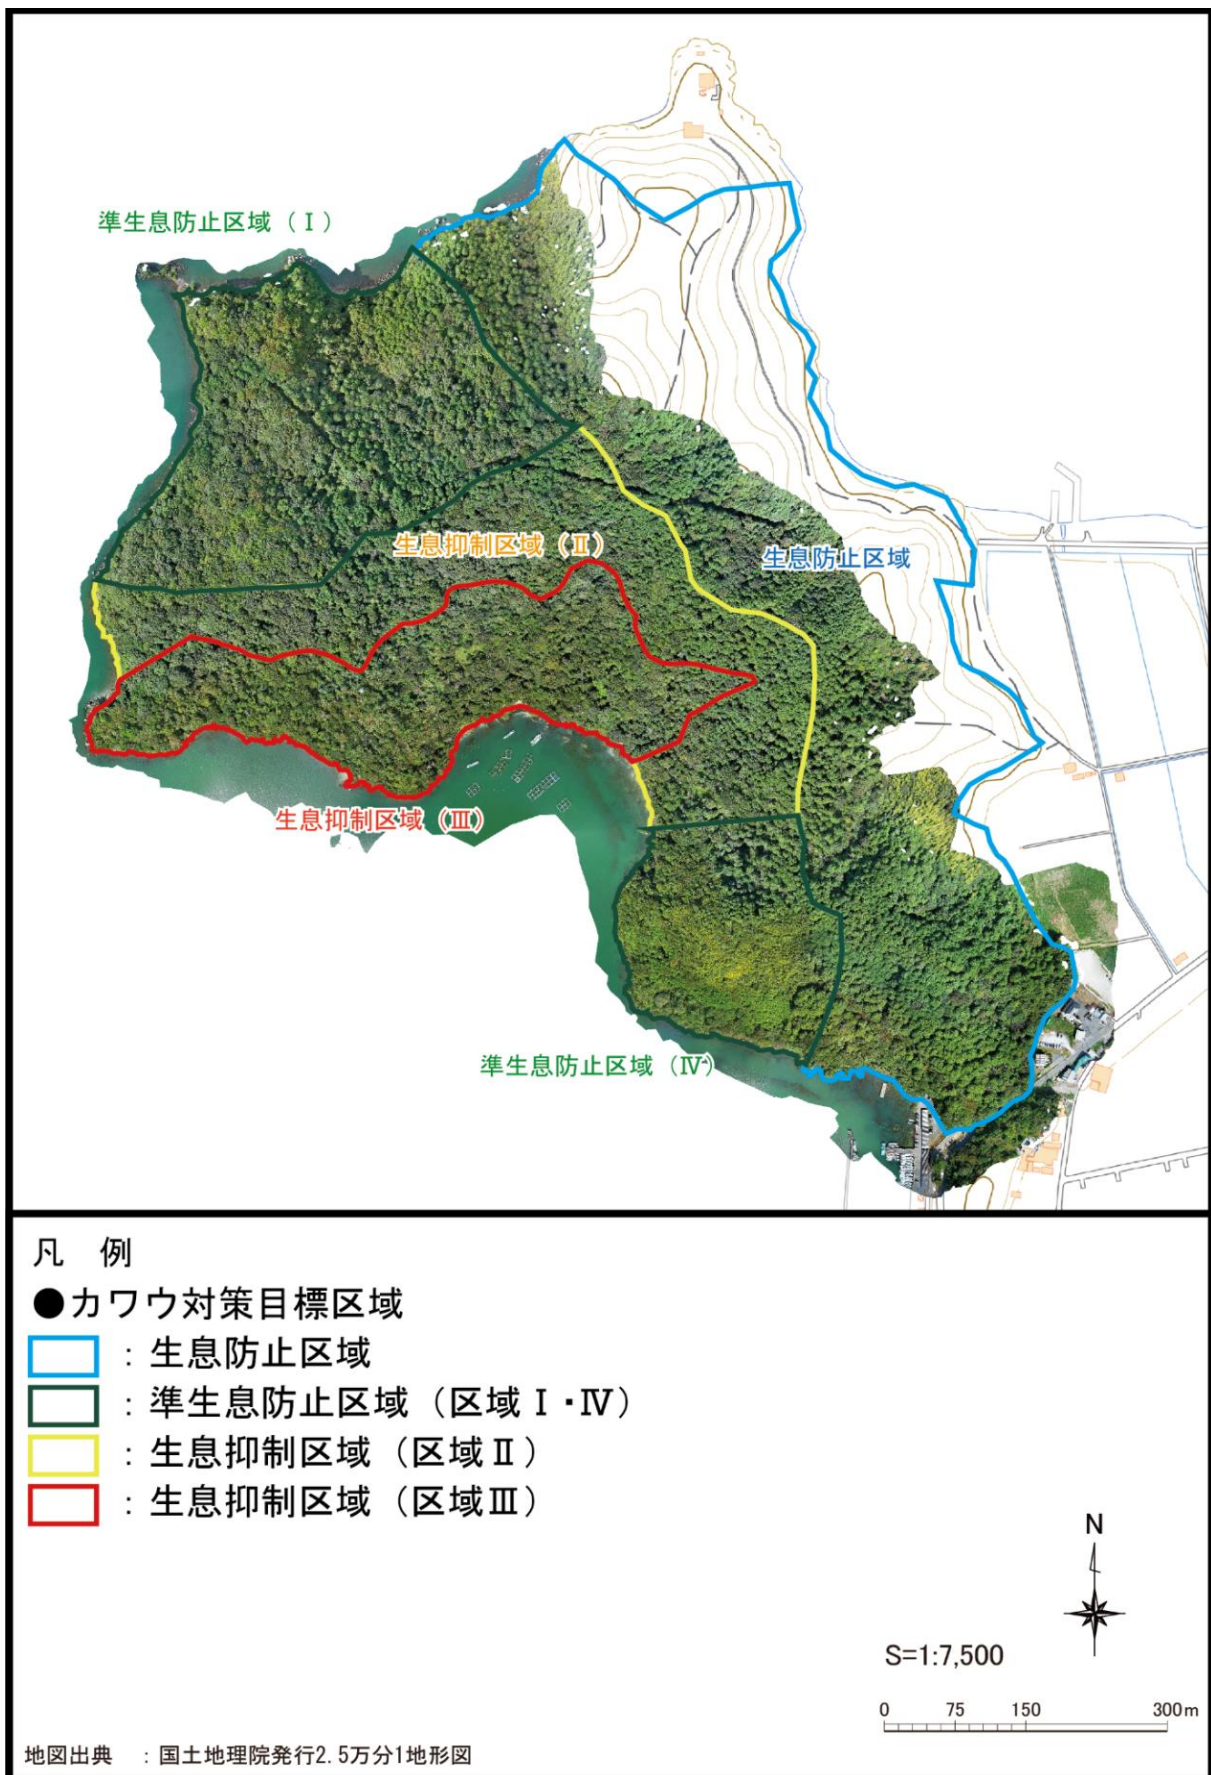 準生息防止区域（Ⅰ）
生息抑制区域（Ⅱ）
生息防止区域
生息抑制区域（Ⅲ）
準生息防止区域（Ⅳ）
凡　例
●カワウ対策目標区域
：生息防止区域
：準生息防止区域（区域Ⅰ・Ⅳ）
：生息抑制区域（区域Ⅱ）
：生息抑制区域（区域Ⅲ）
N
S=1:7,500
0 75 150 300m
地図出典　：国土地理院発行2.5万分1地形図